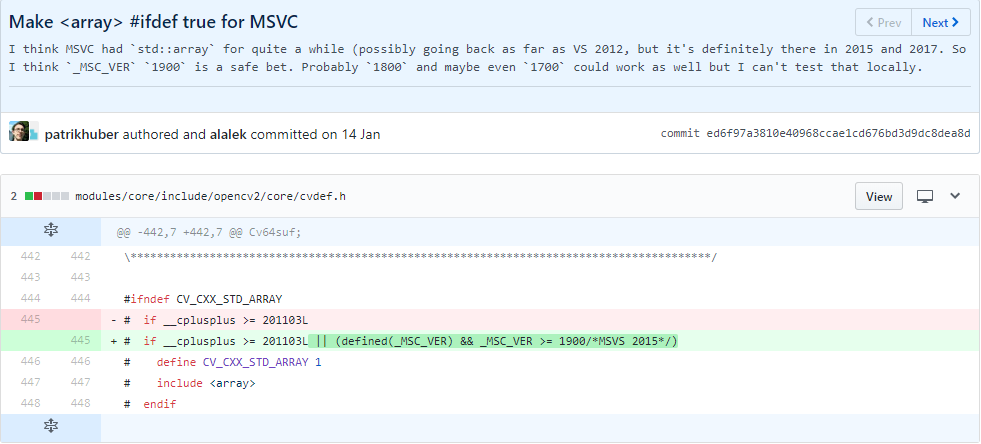 Make <array> #ifdef true for MSVC
< Prev Next >
I think MSVC had `std::array` for quite a while (possibly going back as far as VS 2012, but it's definitely there in 2015 and 2017. So
I think `_MSC_VER` `1900` is a safe bet. Probably `1800` and maybe even `1700` could work as well but I can't test that locally.
patrikhuber authored and alalek committed on 14 Jan commit ed6f97a3810e40968ccae1cd676bd3d9dc8dea8d
2 modules/core/include/opencv2/core/cvdef.h View
@@ -442,7 +442,7 @@ Cv64suf;
442 442 \****************************************************************************************/
443 443
444 444 #ifndef CV_CXX_STD_ARRAY
445 - # if __cplusplus >= 201103L
445 + # if __cplusplus >= 201103L || (defined(_MSC_VER) && _MSC_VER >= 1900/*MSVS 2015*/)
446 446 # define CV_CXX_STD_ARRAY 1
447 447 # include <array>
448 448 # endif